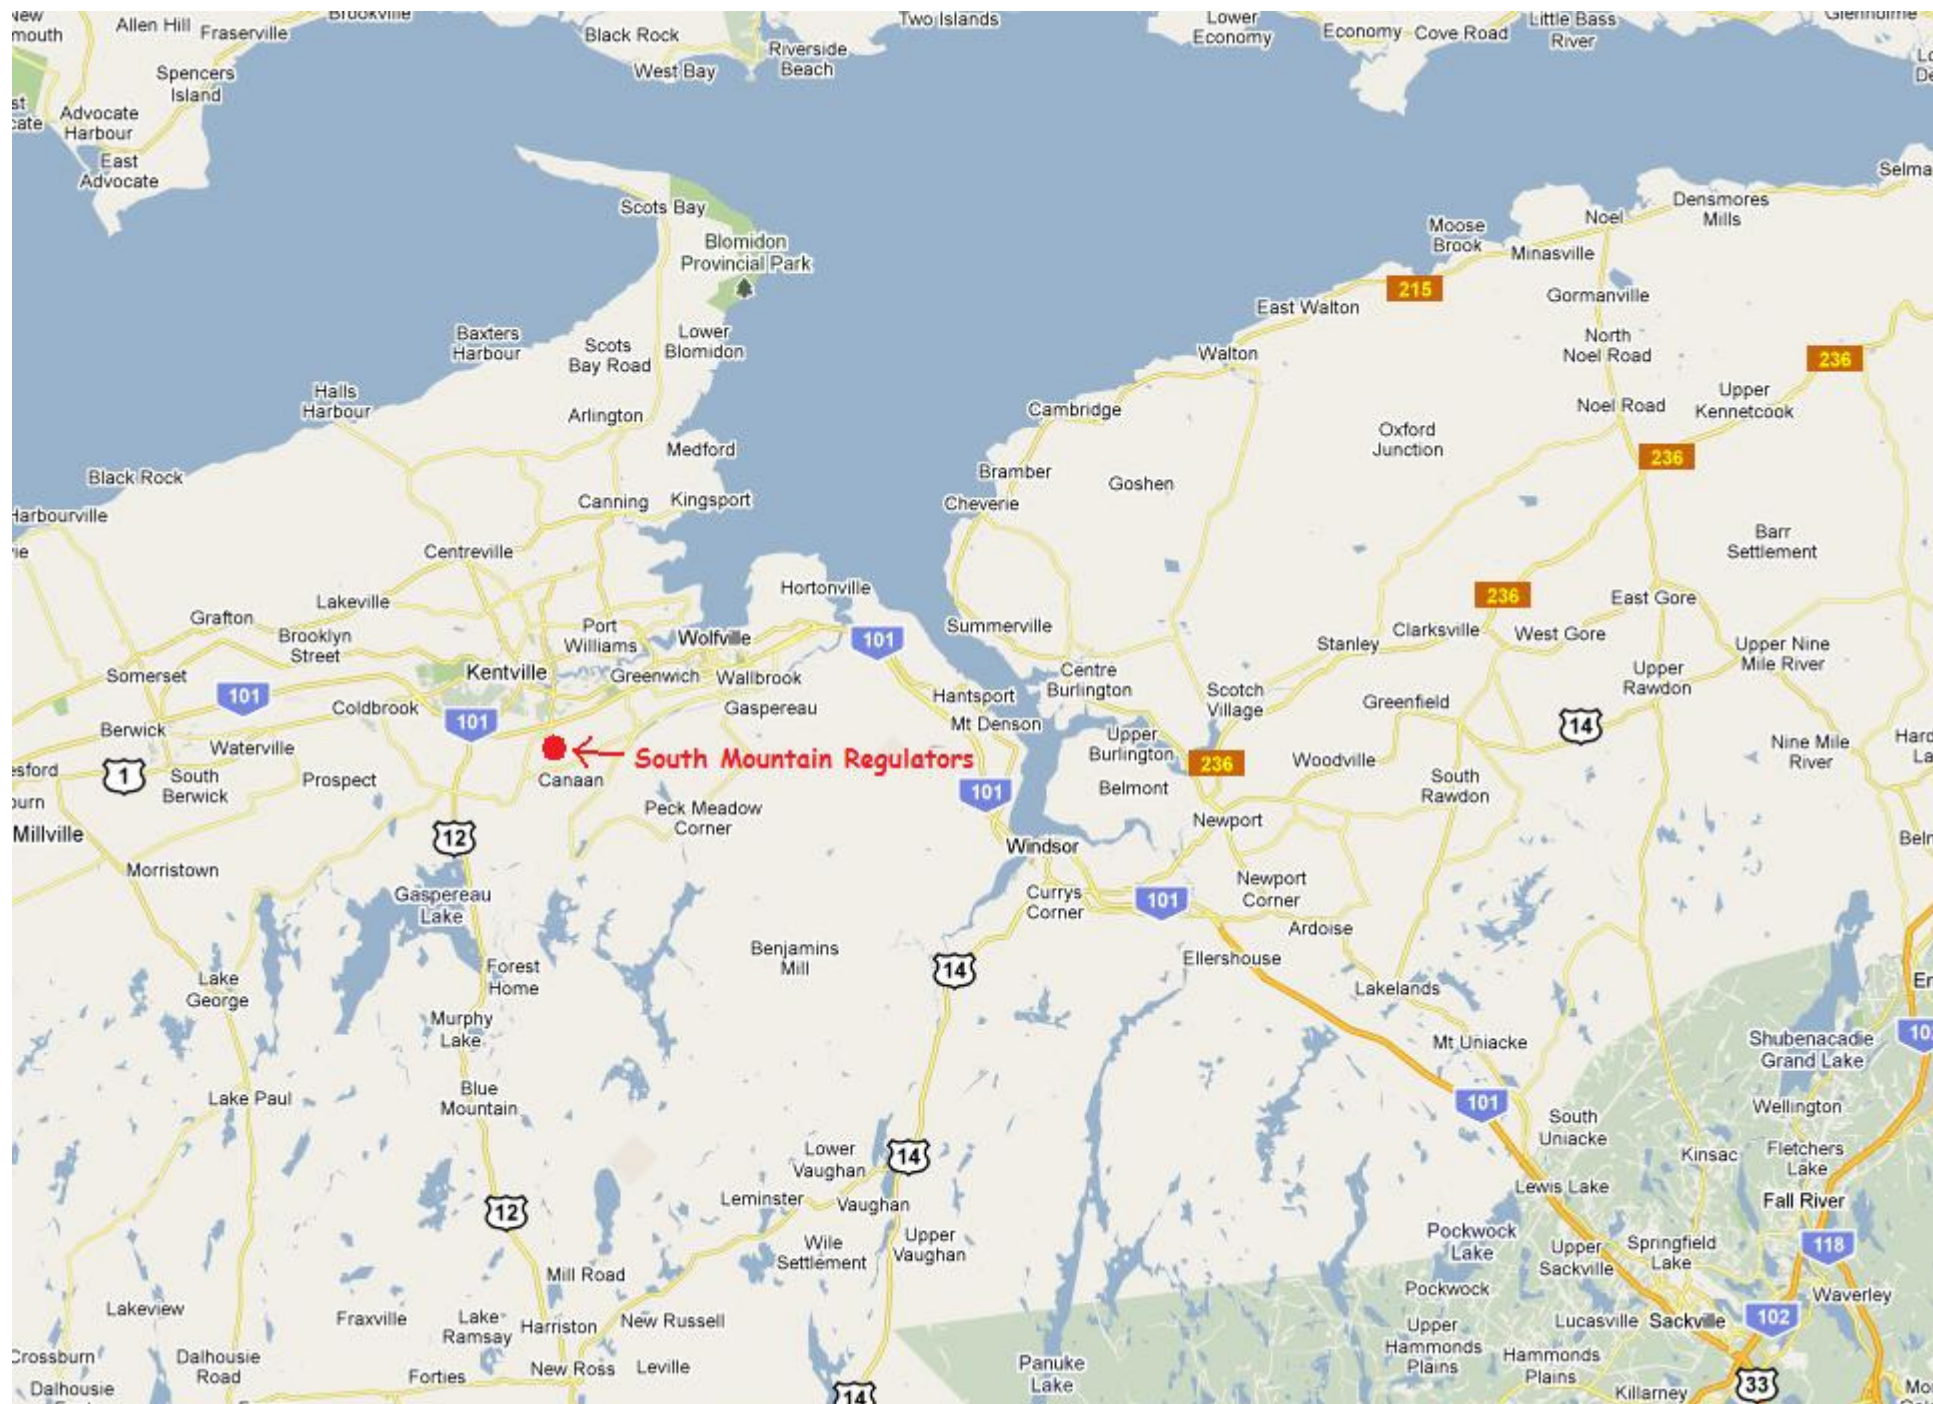 New
mouth
Allen Hill
Fraserville
Brookville
Black Rock
West Bay
Riverside
Beach
Two Islands
Lower
Economy
Economy
Cove Road
Little Bass
River
Glenholme
Spencers
Island
Advocate
Harbour
East
Advocate
Scots Bay
Blomidon
Provincial Park
Selma
Densmores
Mills
Noel
Moose
Brook
Minasville
215
East Walton
Gormanville
Baxters
Harbour
Scots
Bay Road
Lower
Blomidon
Walton
North
Noel Road
236
Halls
Harbour
Arlington
Cambridge
Noel Road
Upper
Kennetcook
Medford
Oxford
Junction
236
Black Rock
Bramber
Goshen
Canning
Kingsport
Cheverie
Harbourville
Centreville
Barr
Settlement
Hortonville
Lakeville
236
East Gore
Grafton
Brooklyn
Street
Port
Williams
Wolfville
101
Summerville
Stanley
Clarksville
West Gore
Upper Nine
Mile River
Somerset
Kentville
Greenwich
Wallbrook
Centre
Burlington
Upper
Rawdon
101
Coldbrook
101
Gaspereau
Hantsport
Scotch
Village
Greenfield
14
Berwick
Waterville
Mt Denson
Upper
Burlington
South Mountain Regulators
236
Woodville
Nine Mile
River
1
South
Berwick
Prospect
Canaan
101
Belmont
South
Rawdon
Millville
12
Peck Meadow
Corner
Newport
Windsor
Morristown
Gaspereau
Lake
Currys
Corner
101
Newport
Corner
Ardoise
Benjamins
Mill
14
Ellershouse
Lake
George
Forest
Home
Lakelands
Murphy
Lake
Mt Uniacke
Shubenacadie
Grand Lake
Lake Paul
Blue
Mountain
101
South
Uniacke
Wellington
Lower
Vaughan
14
Kinsac
Fletchers
Lake
12
Leminster
Vaughan
Lewis Lake
Fall River
Wile
Settlement
Upper
Vaughan
Pockwock
Lake
Upper
Sackville
Springfield
Lake
118
Mill Road
Pockwock
Waverley
Lakeview
Fraxville
Lake
Ramsay
Harriston
New Russell
Upper
Hammonds
Plains
Lucasville
Sackville
102
Crossburn
Dalhousie
Road
New Ross
Leville
Panuke
Lake
Hammonds
Plains
Dalhousie
Forties
14
Killarney
33